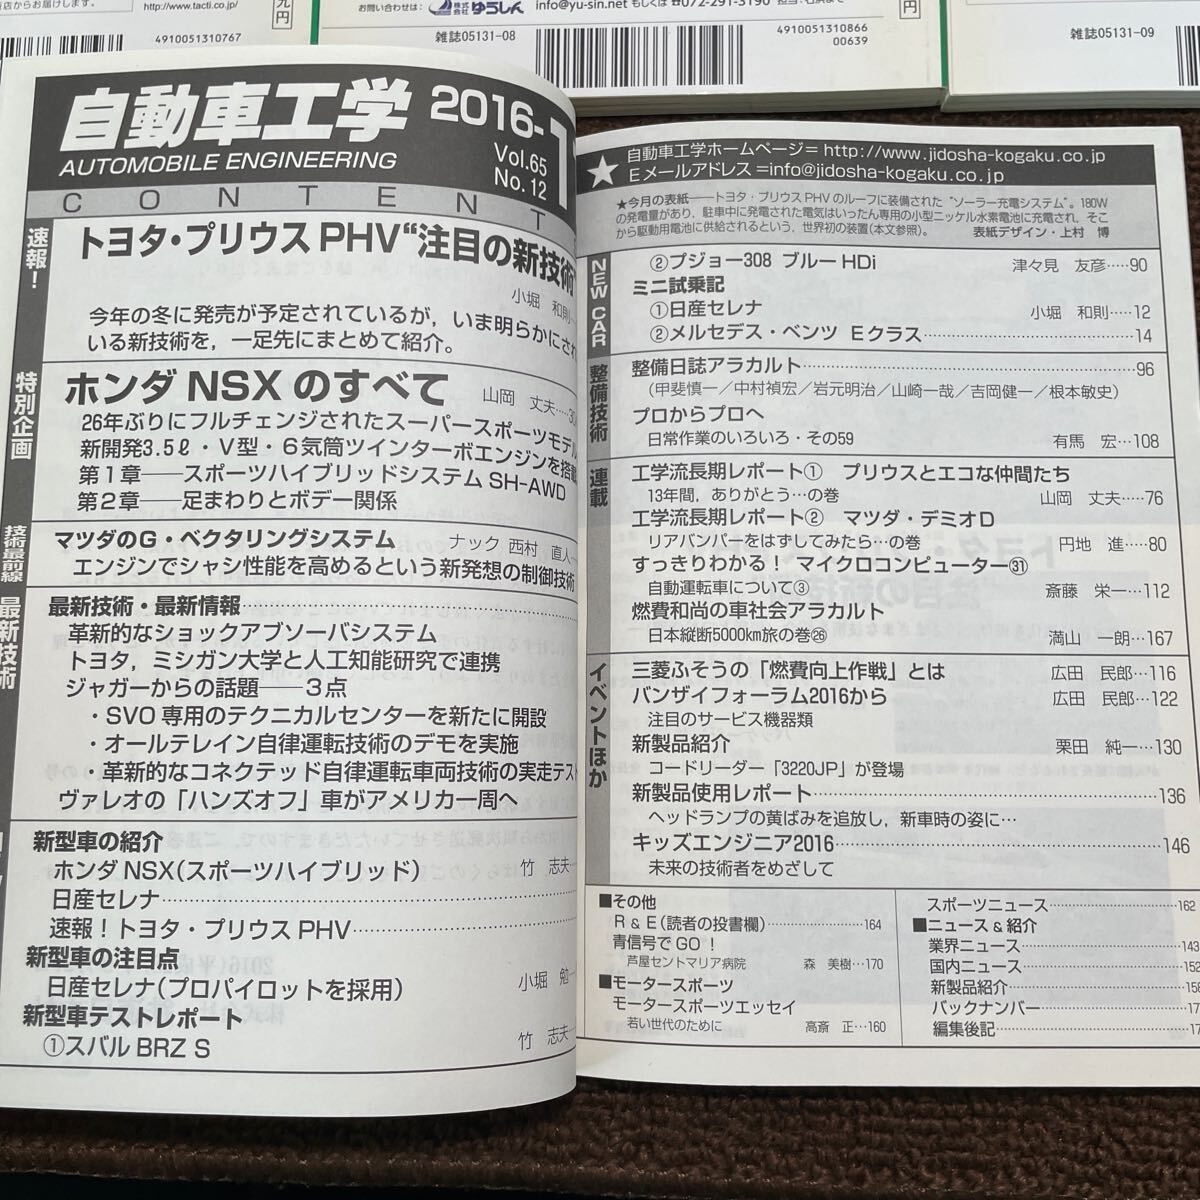 店からお届けします。
http://www.tacti.co.jp/
4910051310767
お問い合わせは：
株式会社 ゆうしん
info@yu-sin.net もしくは ☎072-291-3190
雑誌05131-08
4910051310866
00639
円
雑誌05131-09
自動車工学 2016-1
AUTOMOBILE ENGINEERING
Vol.65
No.12
CONTENT
速報！
トヨタ・プリウスPHV“注目の新技術”
小堀 和則
今年の冬に発売が予定されているが，いま明らかにされ
いる新技術を，一足先にまとめて紹介。
特別企画
ホンダ NSX のすべて
山岡 丈夫…30
26年ぶりにフルチェンジされたスーパースポーツモデル
新開発3.5ℓ・V型・6気筒ツインターボエンジンを搭載
第1章――スポーツハイブリッドシステム SH-AWD
第2章――足まわりとボデー関係
技術最前線
マツダのG・ベクタリングシステム
ナック 西村 直人
エンジンでシャシ性能を高めるという新発想の制御技術
最新技術
最新技術・最新情報
革新的なショックアブソーバシステム
トヨタ，ミシガン大学と人工知能研究で連携
ジャガーからの話題――3点
・SVO専用のテクニカルセンターを新たに開設
・オールテレイン自律運転技術のデモを実施
・革新的なコネクテッド自律運転車両技術の実走テスト
ヴァレオの「ハンズオフ」車がアメリカ一周へ
新型車の紹介
ホンダNSX(スポーツハイブリッド)
竹 志夫
日産セレナ
速報！トヨタ・プリウスPHV
新型車の注目点
日産セレナ(プロパイロットを採用)
小堀 勉
新型車テストレポート
①スバル BRZ S
竹 志夫
★自動車工学ホームページ＝http://www.jidosha-kogaku.co.jp
Eメールアドレス＝info@jidosha-kogaku.co.jp
★今月の表紙――トヨタ・プリウスPHVのルーフに装備された“ソーラー充電システム”。180W
の発電量があり，駐車中に発電された電気はいったん専用の小型ニッケル水素電池に充電され，そこ
から駆動用電池に供給されるという，世界初の装置(本文参照)。 表紙デザイン・上村 博
NEW CAR
②プジョー308 ブルーHDi 津々見 友彦…90
ミニ試乗記
①日産セレナ 小堀 和則…12
②メルセデス・ベンツ Eクラス…14
整備技術
整備日誌アラカルト…96
(甲斐慎一／中村禎宏／岩元明治／山崎一哉／吉岡健一／根本敏史)
プロからプロへ
日常作業のいろいろ・その59 有馬 宏…108
連載
工学流長期レポート① プリウスとエコな仲間たち
13年間，ありがとう…の巻 山岡 丈夫…76
工学流長期レポート② マツダ・デミオD
リアバンパーをはずしてみたら…の巻 円地 進…80
すっきりわかる！ マイクロコンピューター㉛
自動運転車について③ 斎藤 栄一…112
燃費和尚の車社会アラカルト
日本縦断5000km旅の巻㉖ 満山 一朗…167
イベントほか
三菱ふそうの「燃費向上作戦」とは 広田 民郎…116
バンザイフォーラム2016から 広田 民郎…122
注目のサービス機器類
新製品紹介 栗田 純一…130
コードリーダー「3220JP」が登場
新製品使用レポート…136
ヘッドランプの黄ばみを追放し，新車時の姿に…
キッズエンジニア2016…146
未来の技術者をめざして
■その他
R＆E(読者の投書欄)…164
青信号でGO！
芦屋セントマリア病院 森 美樹…170
■モータースポーツ
モータースポーツエッセイ
若い世代のために 高斎 正…160
スポーツニュース…162
■ニュース＆紹介
業界ニュース…143
国内ニュース…152
新製品紹介…158
バックナンバー…17
編集後記…17